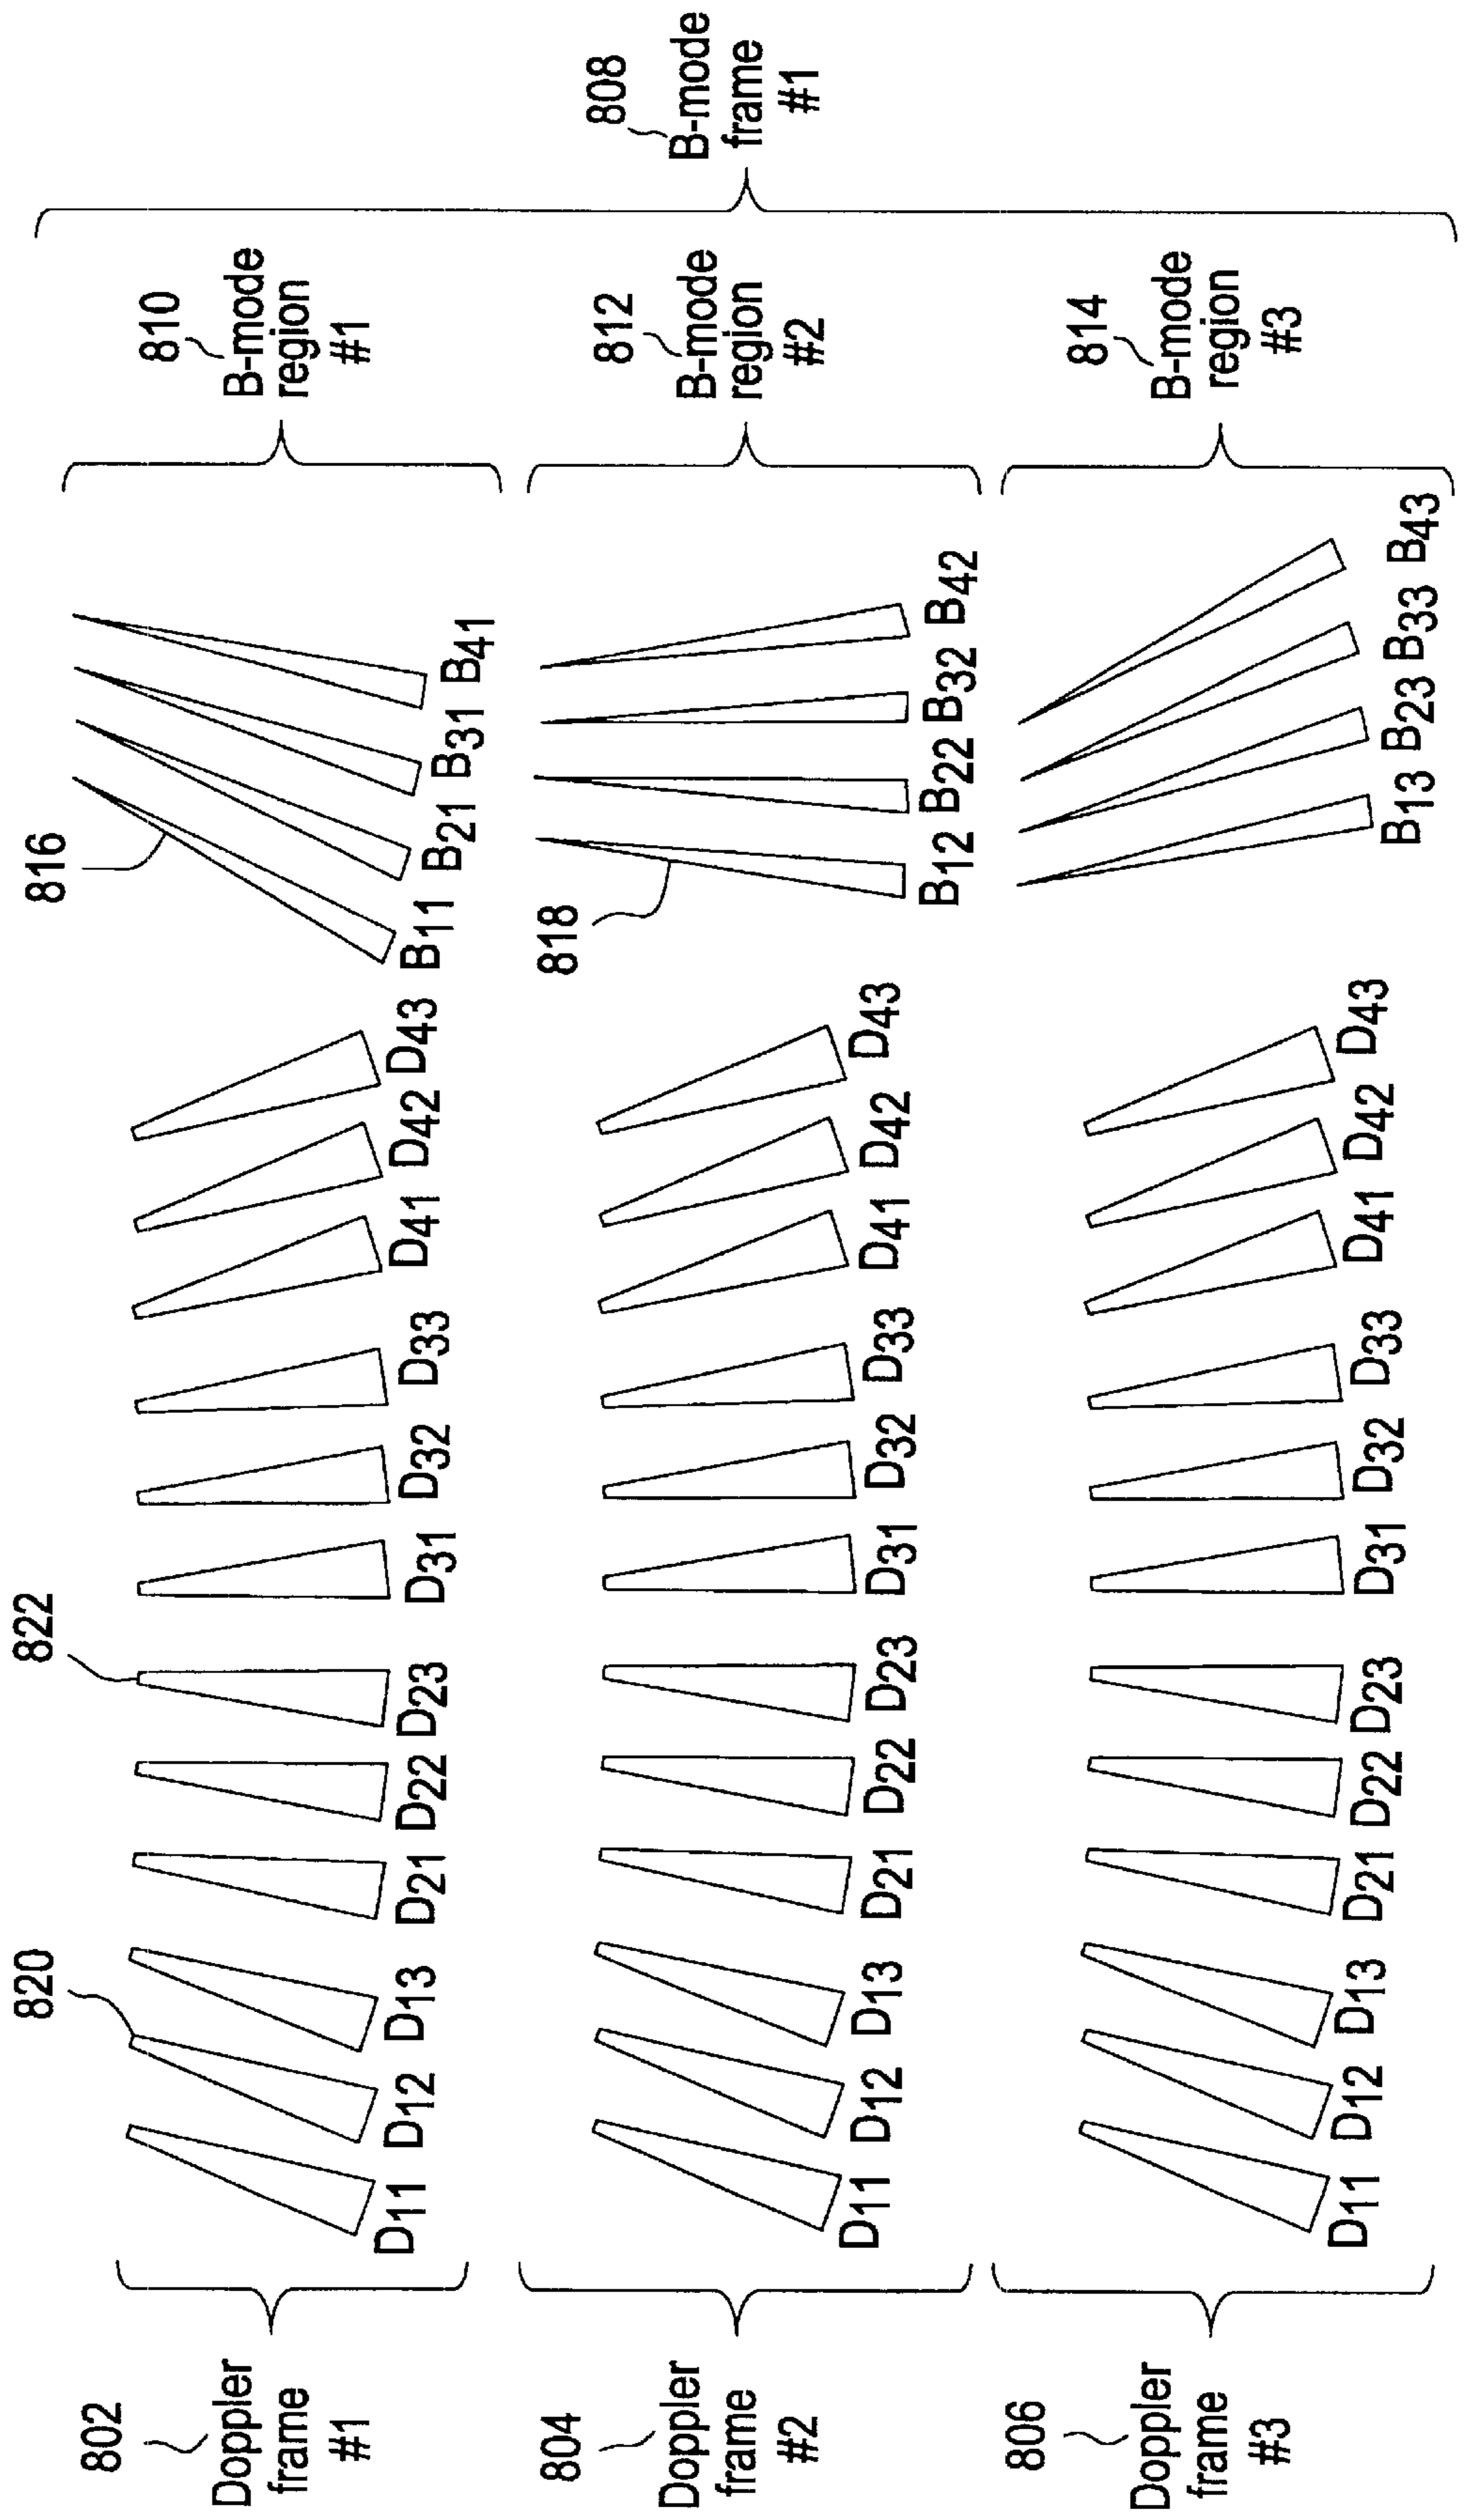 802
Doppler
frame
#1
D11 D12 D13 D21 D22 D23 D31 D32 D33 D41 D42 D43
820
822
B11 B21 B31 B41
816
810
B-mode
region
#1
804
Doppler
frame
#2
D11 D12 D13 D21 D22 D23 D31 D32 D33 D41 D42 D43
B12 B22 B32 B42
818
812
B-mode
region
#2
806
Doppler
frame
#3
D11 D12 D13 D21 D22 D23 D31 D32 D33 D41 D42 D43
B13 B23 B33 B43
814
B-mode
region
#3
808
B-mode
frame
#1